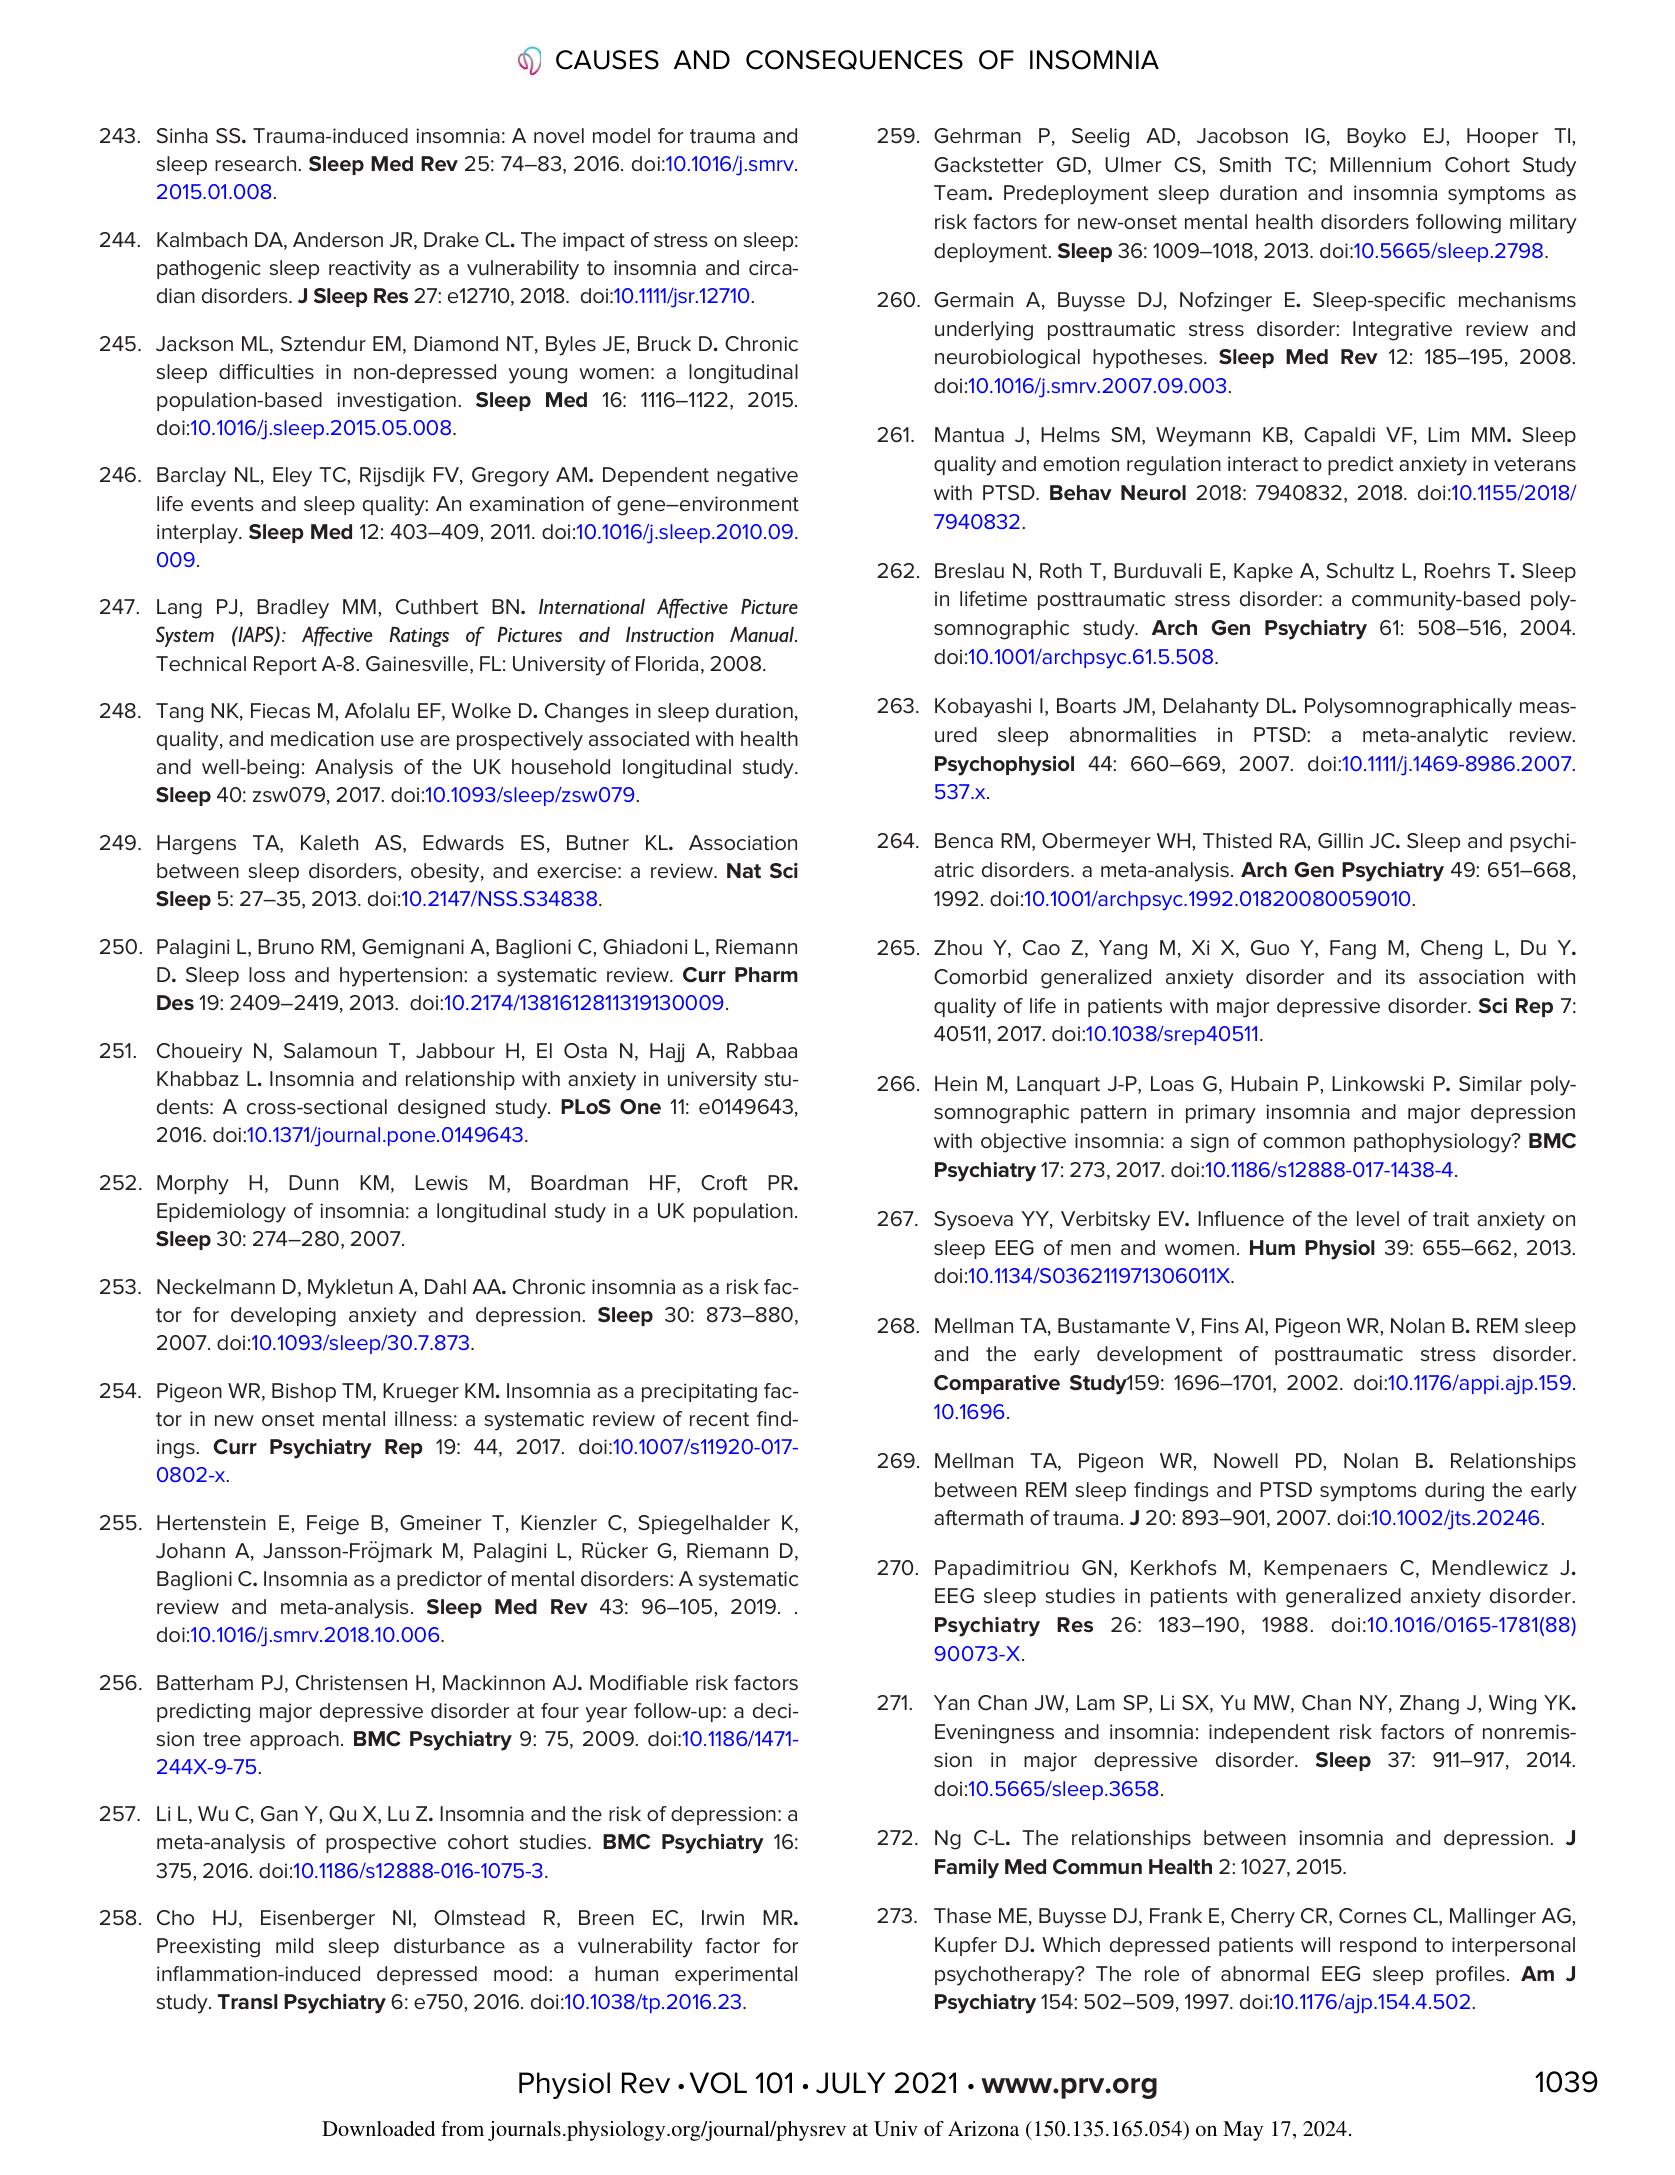 CAUSES AND CONSEQUENCES OF INSOMNIA
243. Sinha SS. Trauma-induced insomnia: A novel model for trauma and
sleep research. Sleep Med Rev 25: 74–83, 2016. doi:10.1016/j.smrv.
2015.01.008.
244. Kalmbach DA, Anderson JR, Drake CL. The impact of stress on sleep:
pathogenic sleep reactivity as a vulnerability to insomnia and circa-
dian disorders. J Sleep Res 27: e12710, 2018. doi:10.1111/jsr.12710.
245. Jackson ML, Sztendur EM, Diamond NT, Byles JE, Bruck D. Chronic
sleep difficulties in non-depressed young women: a longitudinal
population-based investigation. Sleep Med 16: 1116–1122, 2015.
doi:10.1016/j.sleep.2015.05.008.
246. Barclay NL, Eley TC, Rijsdijk FV, Gregory AM. Dependent negative
life events and sleep quality: An examination of gene–environment
interplay. Sleep Med 12: 403–409, 2011. doi:10.1016/j.sleep.2010.09.
009.
247. Lang PJ, Bradley MM, Cuthbert BN. International Affective Picture
System (IAPS): Affective Ratings of Pictures and Instruction Manual.
Technical Report A-8. Gainesville, FL: University of Florida, 2008.
248. Tang NK, Fiecas M, Afolalu EF, Wolke D. Changes in sleep duration,
quality, and medication use are prospectively associated with health
and well-being: Analysis of the UK household longitudinal study.
Sleep 40: zsw079, 2017. doi:10.1093/sleep/zsw079.
249. Hargens TA, Kaleth AS, Edwards ES, Butner KL. Association
between sleep disorders, obesity, and exercise: a review. Nat Sci
Sleep 5: 27–35, 2013. doi:10.2147/NSS.S34838.
250. Palagini L, Bruno RM, Gemignani A, Baglioni C, Ghiadoni L, Riemann
D. Sleep loss and hypertension: a systematic review. Curr Pharm
Des 19: 2409–2419, 2013. doi:10.2174/1381612811319130009.
251. Choueiry N, Salamoun T, Jabbour H, El Osta N, Hajj A, Rabbaa
Khabbaz L. Insomnia and relationship with anxiety in university stu-
dents: A cross-sectional designed study. PLoS One 11: e0149643,
2016. doi:10.1371/journal.pone.0149643.
252. Morphy H, Dunn KM, Lewis M, Boardman HF, Croft PR.
Epidemiology of insomnia: a longitudinal study in a UK population.
Sleep 30: 274–280, 2007.
253. Neckelmann D, Mykletun A, Dahl AA. Chronic insomnia as a risk fac-
tor for developing anxiety and depression. Sleep 30: 873–880,
2007. doi:10.1093/sleep/30.7.873.
254. Pigeon WR, Bishop TM, Krueger KM. Insomnia as a precipitating fac-
tor in new onset mental illness: a systematic review of recent find-
ings. Curr Psychiatry Rep 19: 44, 2017. doi:10.1007/s11920-017-
0802-x.
255. Hertenstein E, Feige B, Gmeiner T, Kienzler C, Spiegelhalder K,
Johann A, Jansson-Fröjmark M, Palagini L, Rücker G, Riemann D,
Baglioni C. Insomnia as a predictor of mental disorders: A systematic
review and meta-analysis. Sleep Med Rev 43: 96–105, 2019. .
doi:10.1016/j.smrv.2018.10.006.
256. Batterham PJ, Christensen H, Mackinnon AJ. Modifiable risk factors
predicting major depressive disorder at four year follow-up: a deci-
sion tree approach. BMC Psychiatry 9: 75, 2009. doi:10.1186/1471-
244X-9-75.
257. Li L, Wu C, Gan Y, Qu X, Lu Z. Insomnia and the risk of depression: a
meta-analysis of prospective cohort studies. BMC Psychiatry 16:
375, 2016. doi:10.1186/s12888-016-1075-3.
258. Cho HJ, Eisenberger NI, Olmstead R, Breen EC, Irwin MR.
Preexisting mild sleep disturbance as a vulnerability factor for
inflammation-induced depressed mood: a human experimental
study. Transl Psychiatry 6: e750, 2016. doi:10.1038/tp.2016.23.
259. Gehrman P, Seelig AD, Jacobson IG, Boyko EJ, Hooper TI,
Gackstetter GD, Ulmer CS, Smith TC; Millennium Cohort Study
Team. Predeployment sleep duration and insomnia symptoms as
risk factors for new-onset mental health disorders following military
deployment. Sleep 36: 1009–1018, 2013. doi:10.5665/sleep.2798.
260. Germain A, Buysse DJ, Nofzinger E. Sleep-specific mechanisms
underlying posttraumatic stress disorder: Integrative review and
neurobiological hypotheses. Sleep Med Rev 12: 185–195, 2008.
doi:10.1016/j.smrv.2007.09.003.
261. Mantua J, Helms SM, Weymann KB, Capaldi VF, Lim MM. Sleep
quality and emotion regulation interact to predict anxiety in veterans
with PTSD. Behav Neurol 2018: 7940832, 2018. doi:10.1155/2018/
7940832.
262. Breslau N, Roth T, Burduvali E, Kapke A, Schultz L, Roehrs T. Sleep
in lifetime posttraumatic stress disorder: a community-based poly-
somnographic study. Arch Gen Psychiatry 61: 508–516, 2004.
doi:10.1001/archpsyc.61.5.508.
263. Kobayashi I, Boarts JM, Delahanty DL. Polysomnographically meas-
ured sleep abnormalities in PTSD: a meta-analytic review.
Psychophysiol 44: 660–669, 2007. doi:10.1111/j.1469-8986.2007.
537.x.
264. Benca RM, Obermeyer WH, Thisted RA, Gillin JC. Sleep and psychi-
atric disorders. a meta-analysis. Arch Gen Psychiatry 49: 651–668,
1992. doi:10.1001/archpsyc.1992.01820080059010.
265. Zhou Y, Cao Z, Yang M, Xi X, Guo Y, Fang M, Cheng L, Du Y.
Comorbid generalized anxiety disorder and its association with
quality of life in patients with major depressive disorder. Sci Rep 7:
40511, 2017. doi:10.1038/srep40511.
266. Hein M, Lanquart J-P, Loas G, Hubain P, Linkowski P. Similar poly-
somnographic pattern in primary insomnia and major depression
with objective insomnia: a sign of common pathophysiology? BMC
Psychiatry 17: 273, 2017. doi:10.1186/s12888-017-1438-4.
267. Sysoeva YY, Verbitsky EV. Influence of the level of trait anxiety on
sleep EEG of men and women. Hum Physiol 39: 655–662, 2013.
doi:10.1134/S036211971306011X.
268. Mellman TA, Bustamante V, Fins AI, Pigeon WR, Nolan B. REM sleep
and the early development of posttraumatic stress disorder.
Comparative Study159: 1696–1701, 2002. doi:10.1176/appi.ajp.159.
10.1696.
269. Mellman TA, Pigeon WR, Nowell PD, Nolan B. Relationships
between REM sleep findings and PTSD symptoms during the early
aftermath of trauma. J 20: 893–901, 2007. doi:10.1002/jts.20246.
270. Papadimitriou GN, Kerkhofs M, Kempenaers C, Mendlewicz J.
EEG sleep studies in patients with generalized anxiety disorder.
Psychiatry Res 26: 183–190, 1988. doi:10.1016/0165-1781(88)
90073-X.
271. Yan Chan JW, Lam SP, Li SX, Yu MW, Chan NY, Zhang J, Wing YK.
Eveningness and insomnia: independent risk factors of nonremis-
sion in major depressive disorder. Sleep 37: 911–917, 2014.
doi:10.5665/sleep.3658.
272. Ng C-L. The relationships between insomnia and depression. J
Family Med Commun Health 2: 1027, 2015.
273. Thase ME, Buysse DJ, Frank E, Cherry CR, Cornes CL, Mallinger AG,
Kupfer DJ. Which depressed patients will respond to interpersonal
psychotherapy? The role of abnormal EEG sleep profiles. Am J
Psychiatry 154: 502–509, 1997. doi:10.1176/ajp.154.4.502.
Physiol Rev • VOL 101 • JULY 2021 • www.prv.org 1039
Downloaded from journals.physiology.org/journal/physrev at Univ of Arizona (150.135.165.054) on May 17, 2024.